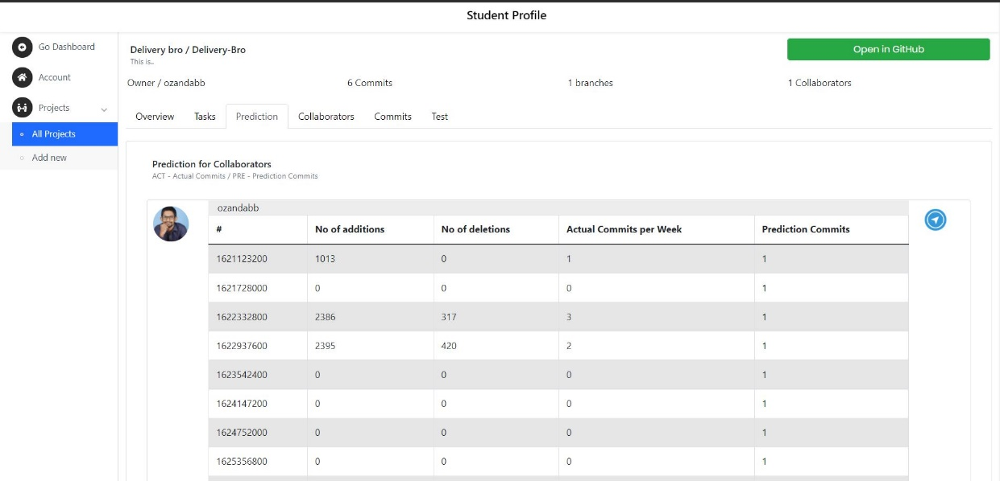 Student Profile
Go Dashboard
Account
Projects
All Projects
Add new
Delivery bro / Delivery-Bro
This is..
Open in GitHub
Owner / ozandabb
6 Commits
1 branches
1 Collaborators
Overview Tasks Prediction Collaborators Commits Test
Prediction for Collaborators
ACT - Actual Commits / PRE - Prediction Commits
ozandabb
# No of additions No of deletions Actual Commits per Week Prediction Commits
1621123200 1013 0 1 1
1621728000 0 0 0 1
1622332800 2386 317 3 1
1622937600 2395 420 2 1
1623542400 0 0 0 1
1624147200 0 0 0 1
1624752000 0 0 0 1
1625356800 0 0 0 1